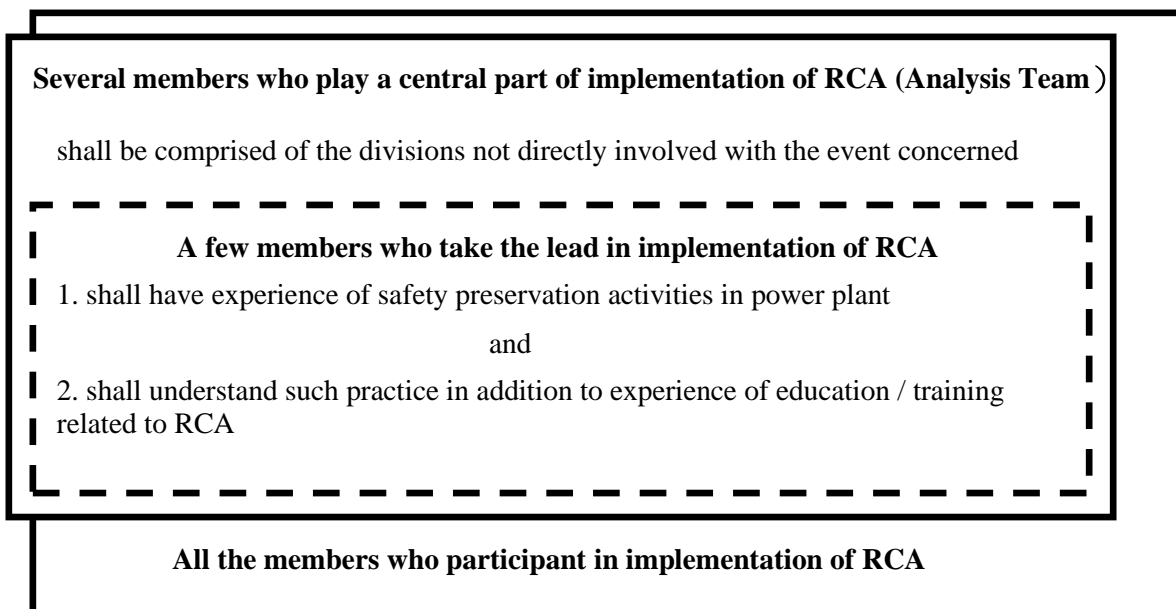 Several members who play a central part of implementation of RCA (Analysis Team）
shall be comprised of the divisions not directly involved with the event concerned
A few members who take the lead in implementation of RCA
1. shall have experience of safety preservation activities in power plant
and
2. shall understand such practice in addition to experience of education / training
related to RCA
All the members who participant in implementation of RCA